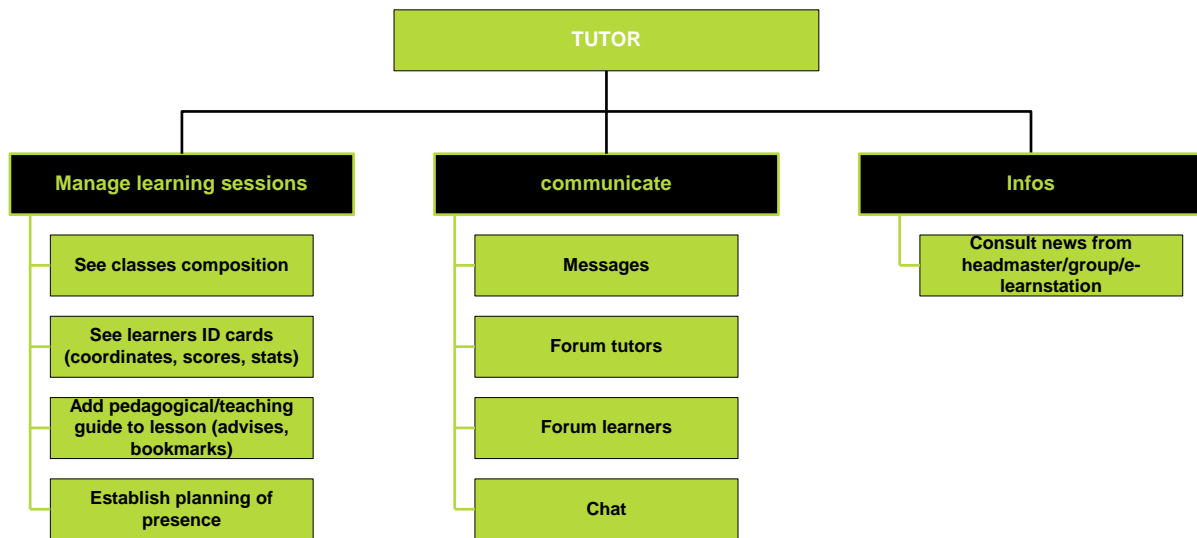 TUTOR
Manage learning sessions
communicate
Infos
See classes composition
See learners ID cards
(coordinates, scores, stats)
Add pedagogical/teaching
guide to lesson (advises,
bookmarks)
Establish planning of
presence
Messages
Forum tutors
Forum learners
Chat
Consult news from
headmaster/group/e-
learnstation